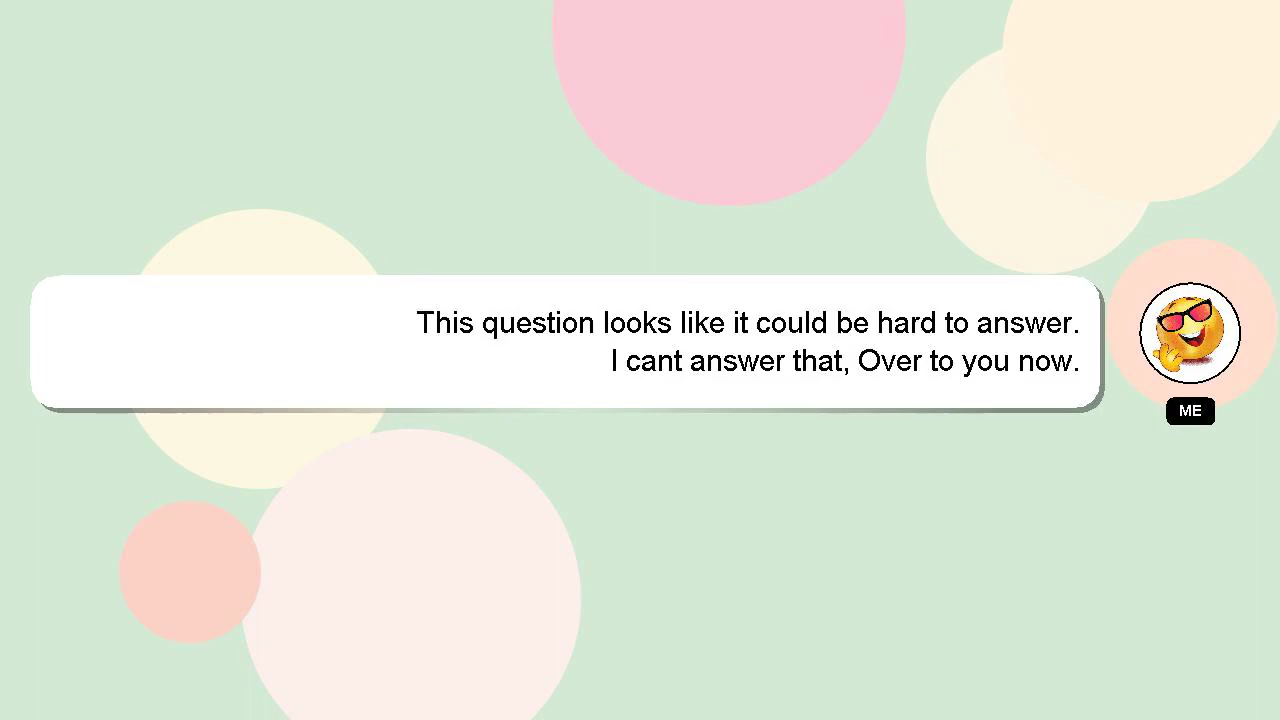 This question looks like it could be hard to answer.
I cant answer that, Over to you now.
ME